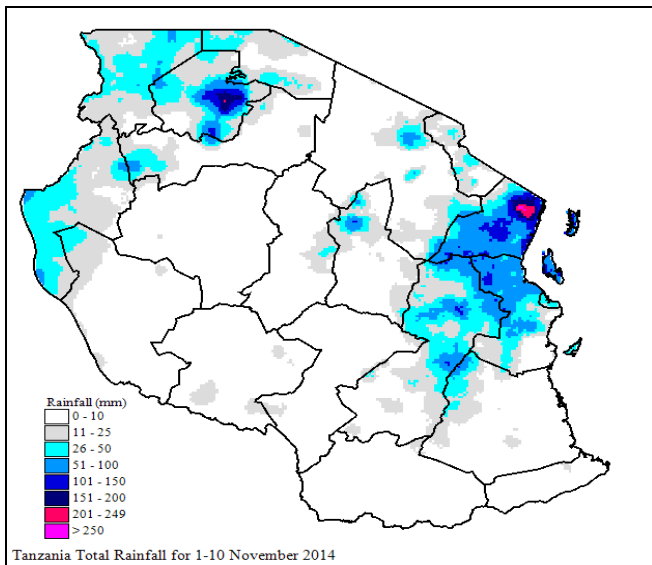 Rainfall (mm)
0 - 10
11 - 25
26 - 50
51 - 100
101 - 150
151 - 200
201 - 249
> 250
Tanzania Total Rainfall for 1-10 November 2014